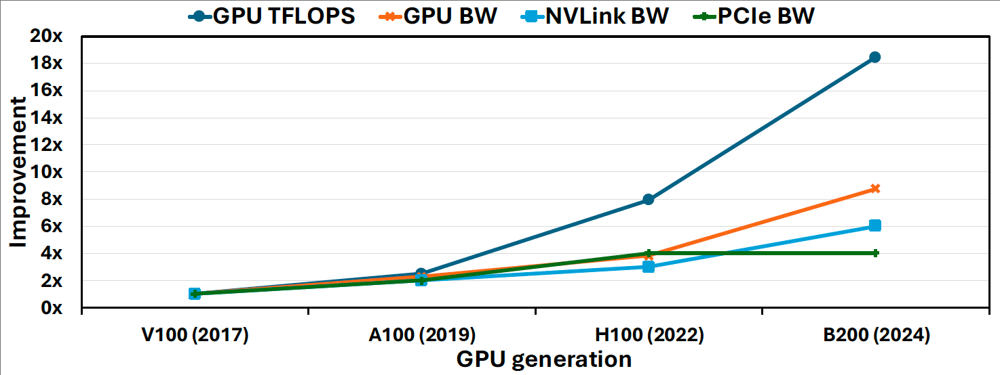 GPU TFLOPS GPU BW NVLink BW PCIe BW
20x
18x
16x
14x
12x
10x
8x
6x
4x
2x
0x
Improvement
V100 (2017) A100 (2019) H100 (2022) B200 (2024)
GPU generation